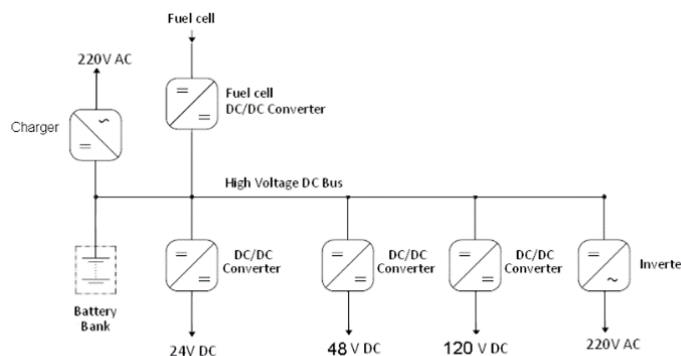 Fuel cell
220V AC
Fuel cell
DC/DC Converter
Charger
High Voltage DC Bus
DC/DC
Converter
DC/DC
Converter
DC/DC
Converter
Inverte
Battery
Bank
24V DC
48 V DC
120 V DC
220V AC